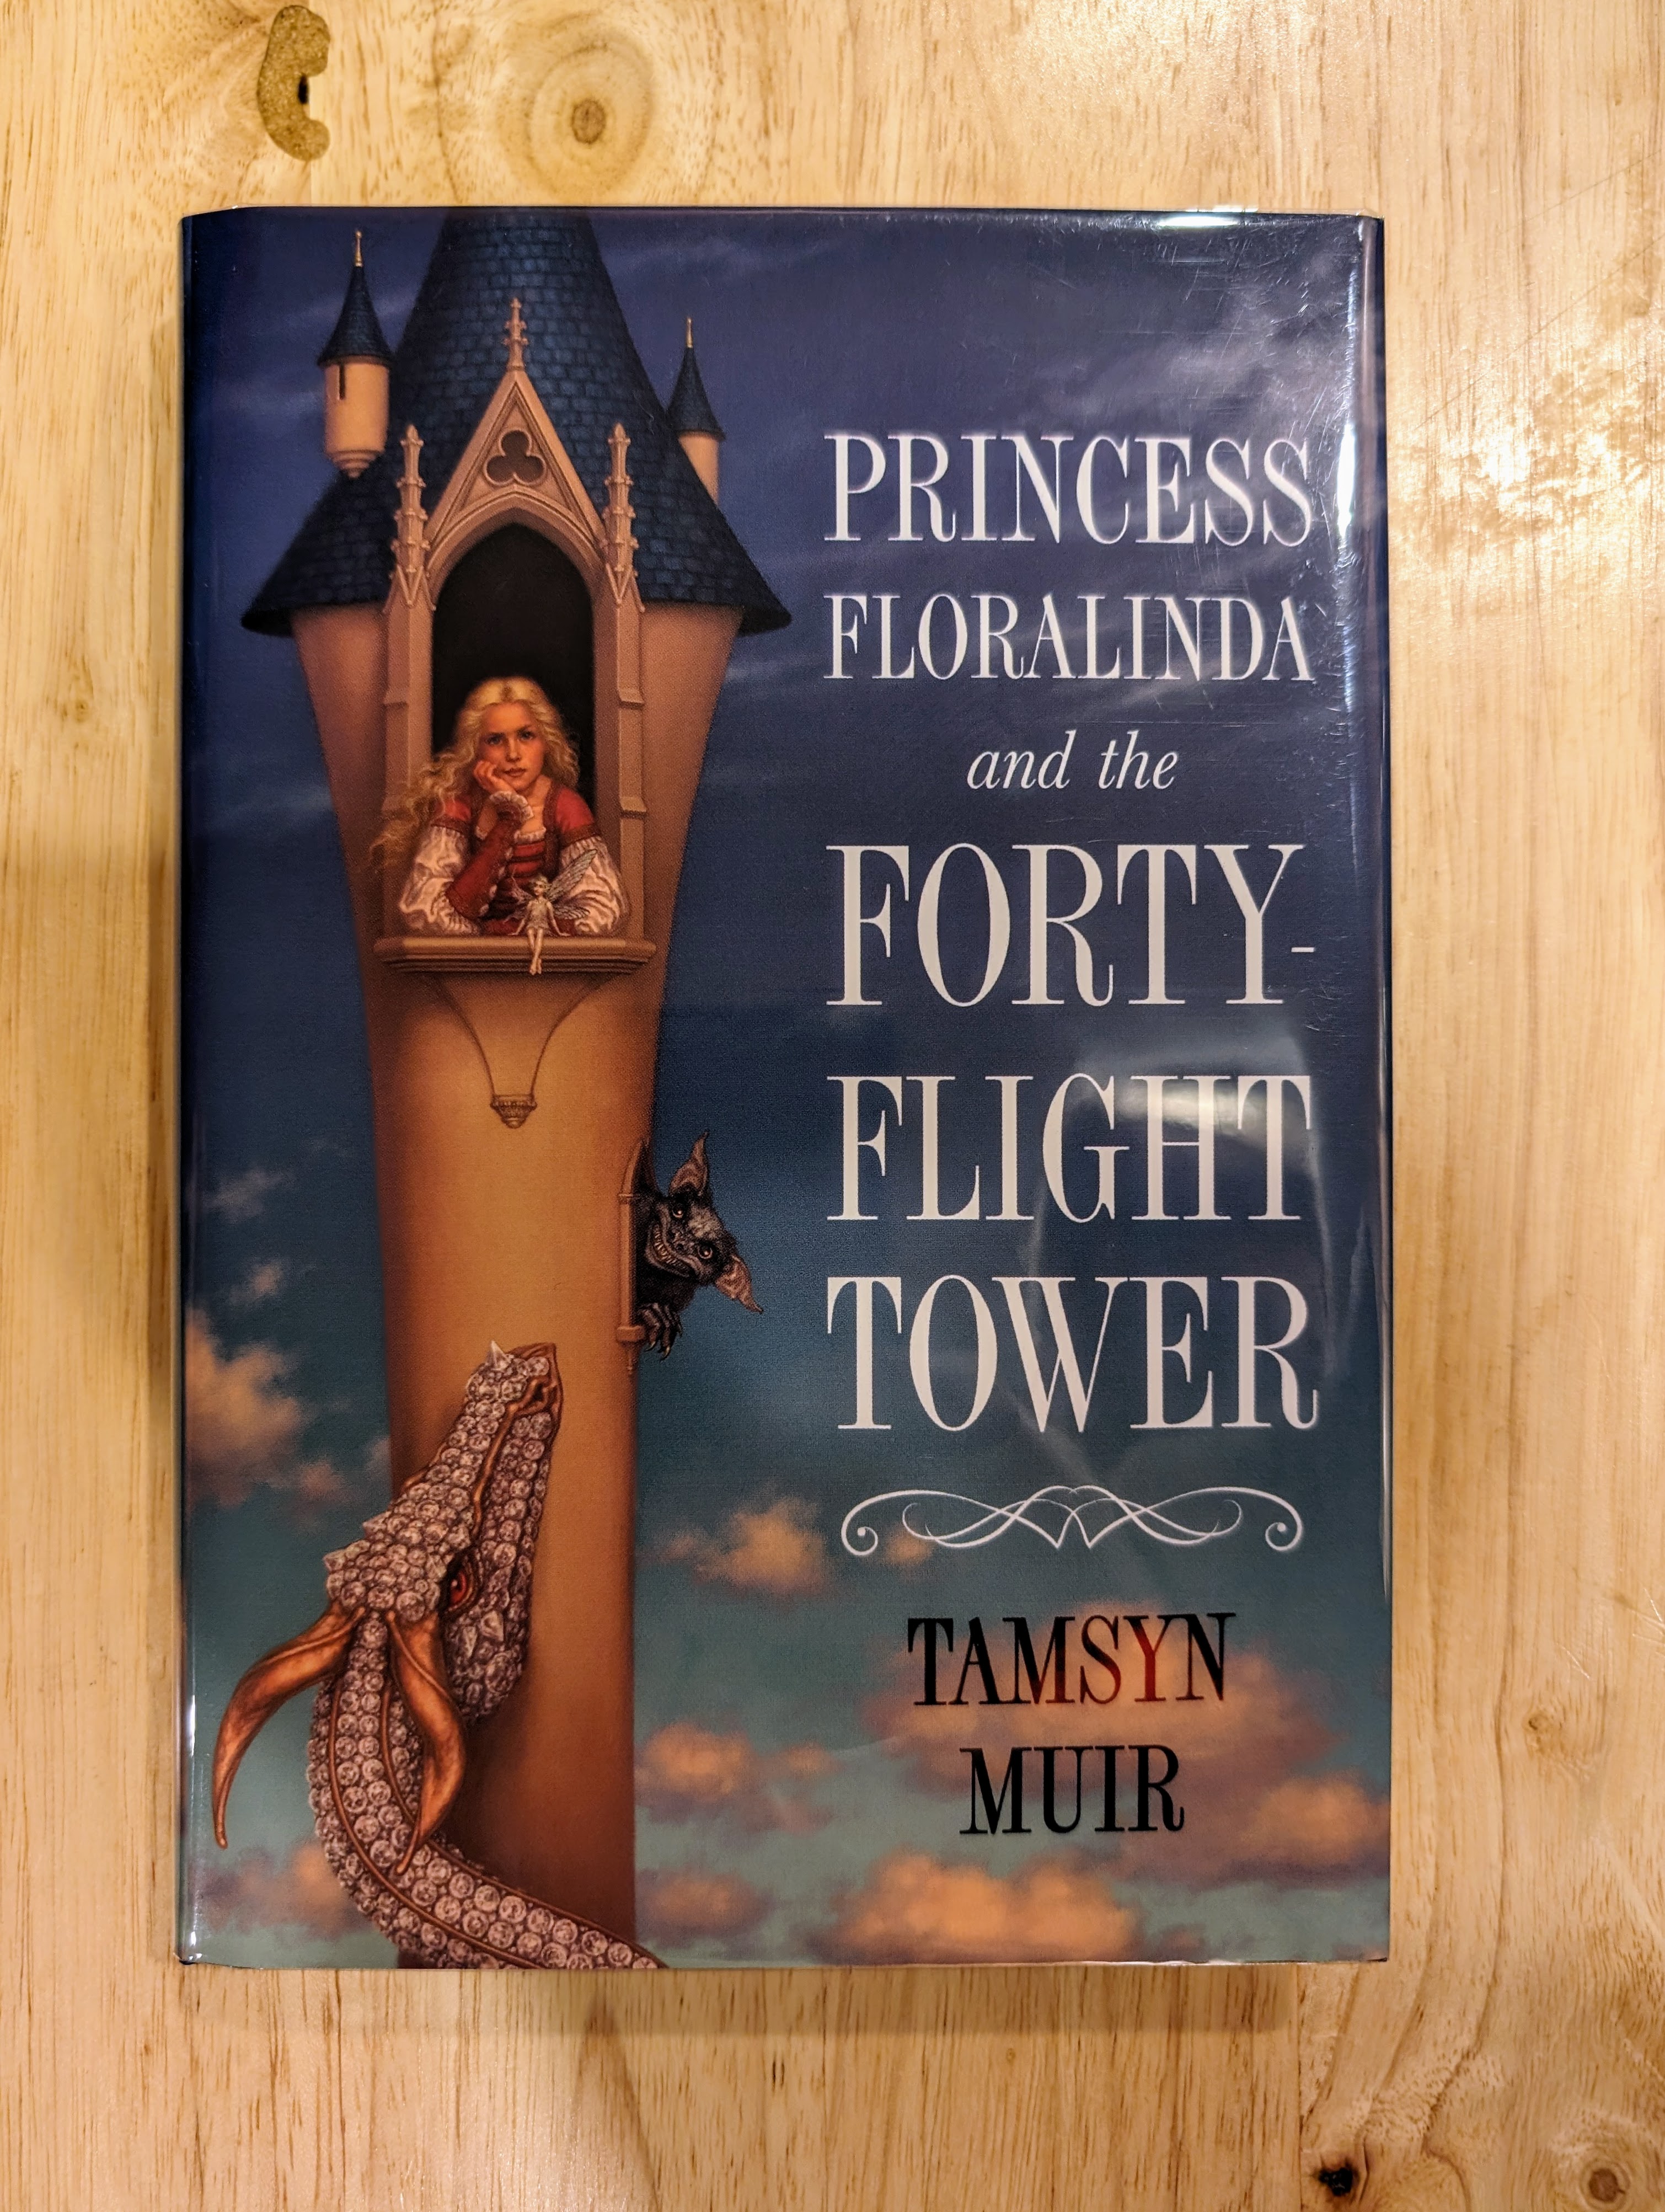 PRINCESS
FLORALINDA
and the
FORTY-
FLIGHT
TOWER
TAMSYN
MUIR